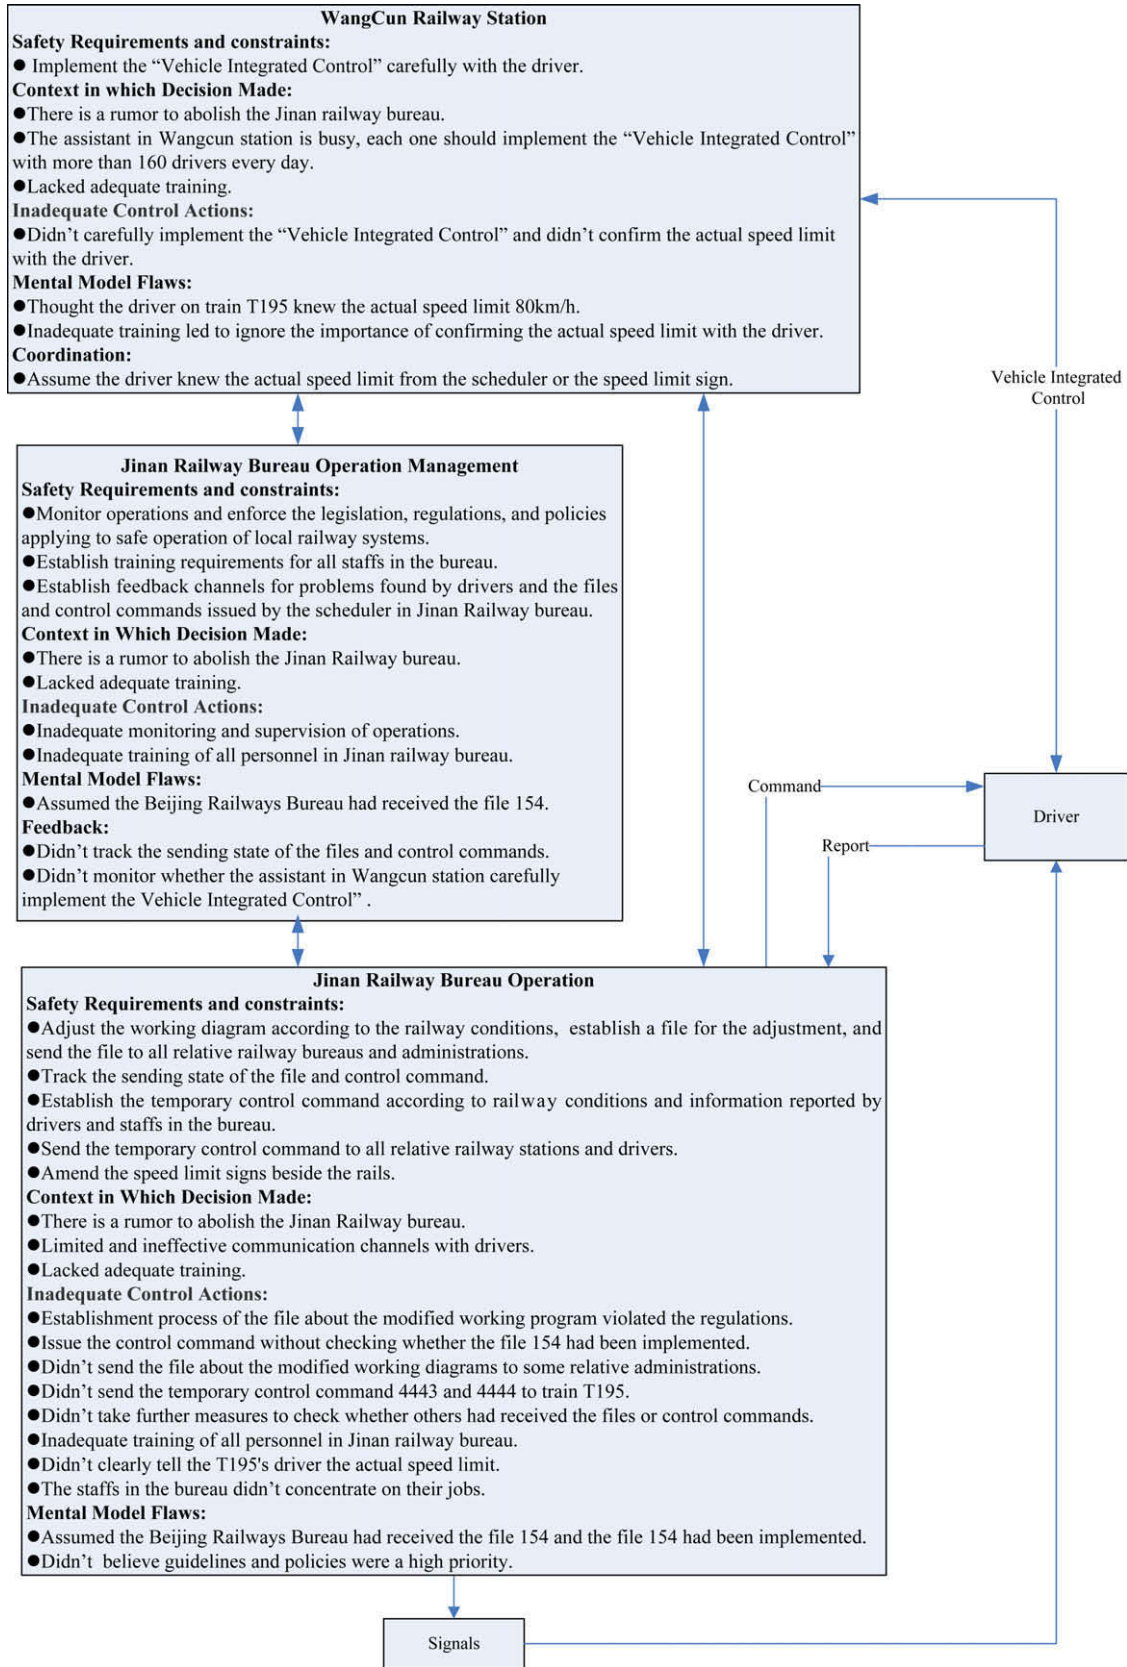 WangCun Railway Station
Safety Requirements and constraints:
● Implement the “Vehicle Integrated Control” carefully with the driver.
Context in which Decision Made:
●There is a rumor to abolish the Jinan railway bureau.
●The assistant in Wangcun station is busy, each one should implement the “Vehicle Integrated Control”
with more than 160 drivers every day.
●Lacked adequate training.
Inadequate Control Actions:
●Didn’t carefully implement the “Vehicle Integrated Control” and didn’t confirm the actual speed limit
with the driver.
Mental Model Flaws:
●Thought the driver on train T195 knew the actual speed limit 80km/h.
●Inadequate training led to ignore the importance of confirming the actual speed limit with the driver.
Coordination:
●Assume the driver knew the actual speed limit from the scheduler or the speed limit sign.
Vehicle Integrated
Control
Jinan Railway Bureau Operation Management
Safety Requirements and constraints:
●Monitor operations and enforce the legislation, regulations, and policies
applying to safe operation of local railway systems.
●Establish training requirements for all staffs in the bureau.
●Establish feedback channels for problems found by drivers and the files
and control commands issued by the scheduler in Jinan Railway bureau.
Context in Which Decision Made:
●There is a rumor to abolish the Jinan Railway bureau.
●Lacked adequate training.
Inadequate Control Actions:
●Inadequate monitoring and supervision of operations.
●Inadequate training of all personnel in Jinan railway bureau.
Mental Model Flaws:
●Assumed the Beijing Railways Bureau had received the file 154.
Feedback:
●Didn’t track the sending state of the files and control commands.
●Didn’t monitor whether the assistant in Wangcun station carefully
implement the Vehicle Integrated Control” .
Command
Driver
Report
Jinan Railway Bureau Operation
Safety Requirements and constraints:
●Adjust the working diagram according to the railway conditions, establish a file for the adjustment, and
send the file to all relative railway bureaus and administrations.
●Track the sending state of the file and control command.
●Establish the temporary control command according to railway conditions and information reported by
drivers and staffs in the bureau.
●Send the temporary control command to all relative railway stations and drivers.
●Amend the speed limit signs beside the rails.
Context in Which Decision Made:
●There is a rumor to abolish the Jinan Railway bureau.
●Limited and ineffective communication channels with drivers.
●Lacked adequate training.
Inadequate Control Actions:
●Establishment process of the file about the modified working program violated the regulations.
●Issue the control command without checking whether the file 154 had been implemented.
●Didn’t send the file about the modified working diagrams to some relative administrations.
●Didn’t send the temporary control command 4443 and 4444 to train T195.
●Didn’t take further measures to check whether others had received the files or control commands.
●Inadequate training of all personnel in Jinan railway bureau.
●Didn’t clearly tell the T195's driver the actual speed limit.
●The staffs in the bureau didn’t concentrate on their jobs.
Mental Model Flaws:
●Assumed the Beijing Railways Bureau had received the file 154 and the file 154 had been implemented.
●Didn’t believe guidelines and policies were a high priority.
Signals